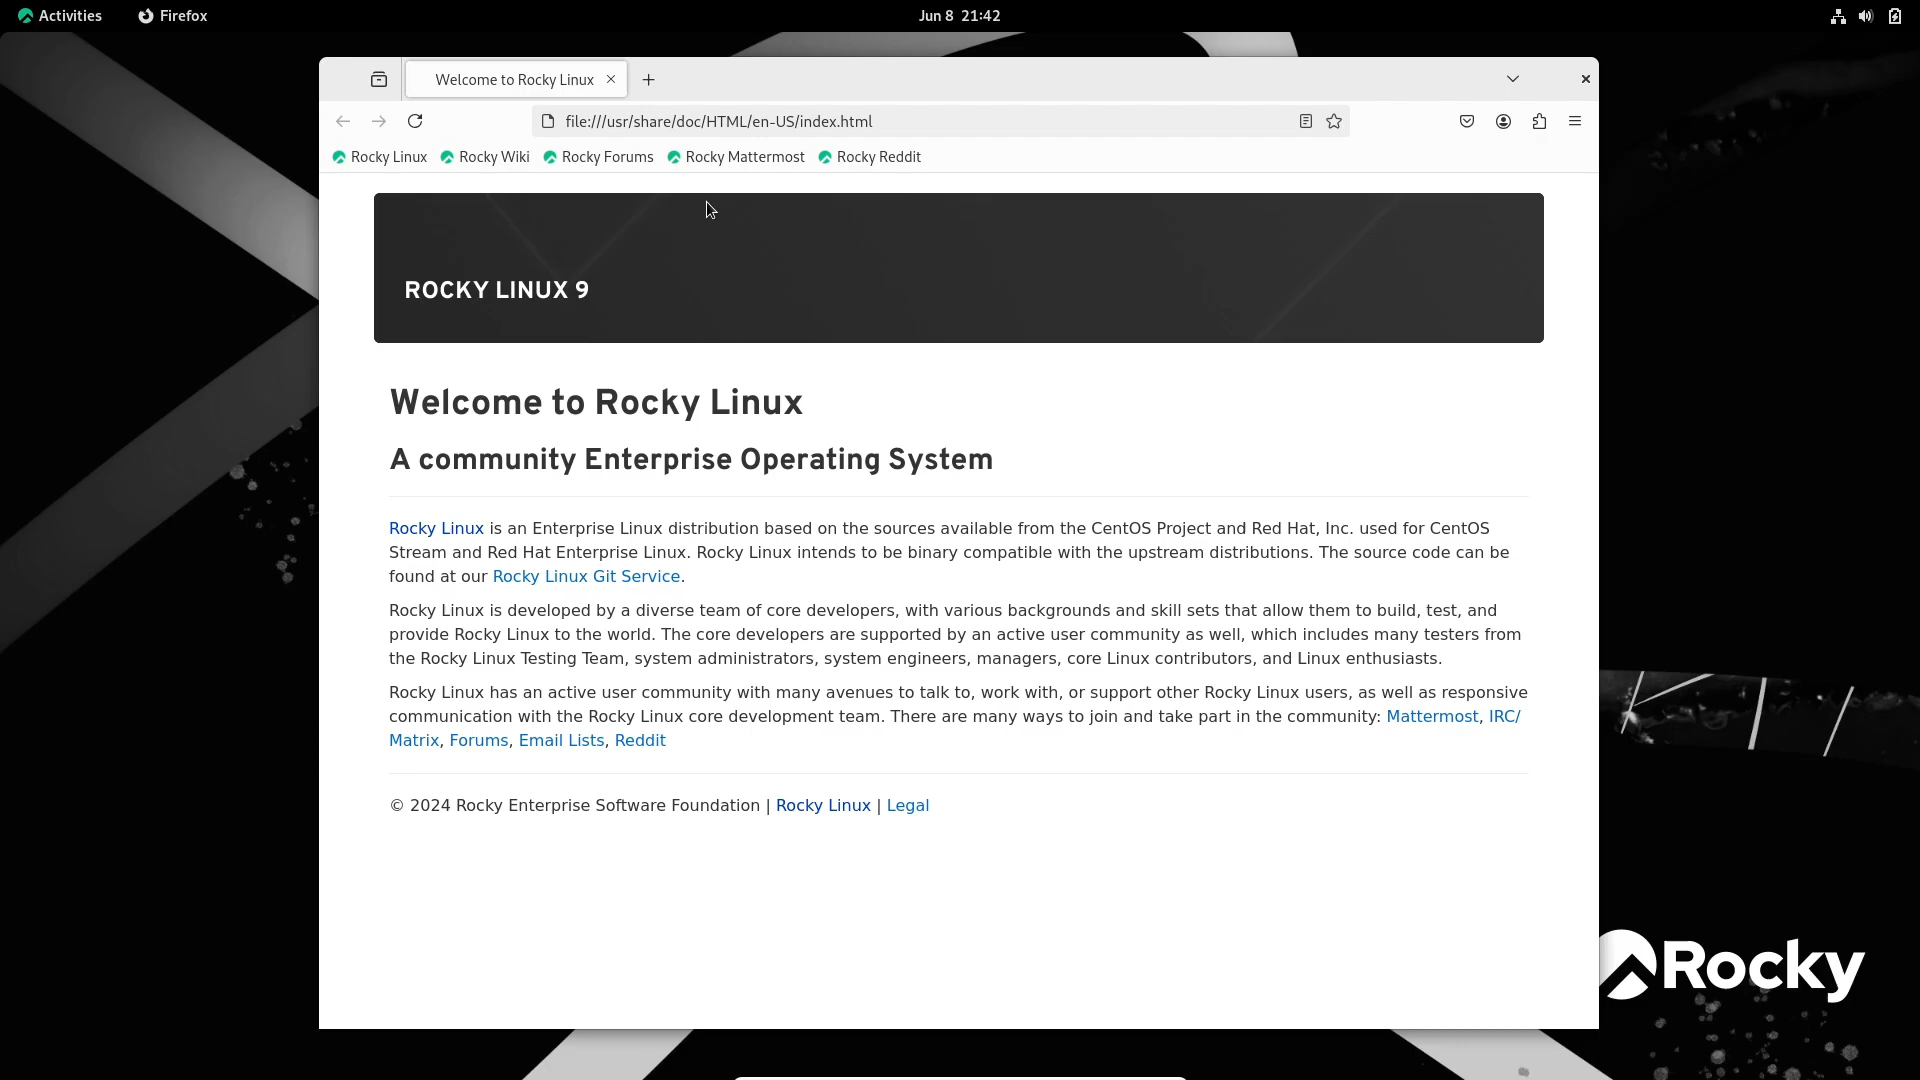 Activities Firefox Jun 8 21:42
Welcome to Rocky Linux
file:///usr/share/doc/HTML/en-US/index.html
Rocky Linux Rocky Wiki Rocky Forums Rocky Mattermost Rocky Reddit
ROCKY LINUX 9
Welcome to Rocky Linux
A community Enterprise Operating System
Rocky Linux is an Enterprise Linux distribution based on the sources available from the CentOS Project and Red Hat, Inc. used for CentOS
Stream and Red Hat Enterprise Linux. Rocky Linux intends to be binary compatible with the upstream distributions. The source code can be
found at our Rocky Linux Git Service.
Rocky Linux is developed by a diverse team of core developers, with various backgrounds and skill sets that allow them to build, test, and
provide Rocky Linux to the world. The core developers are supported by an active user community as well, which includes many testers from
the Rocky Linux Testing Team, system administrators, system engineers, managers, core Linux contributors, and Linux enthusiasts.
Rocky Linux has an active user community with many avenues to talk to, work with, or support other Rocky Linux users, as well as responsive
communication with the Rocky Linux core development team. There are many ways to join and take part in the community: Mattermost, IRC/
Matrix, Forums, Email Lists, Reddit
© 2024 Rocky Enterprise Software Foundation | Rocky Linux | Legal
Rocky